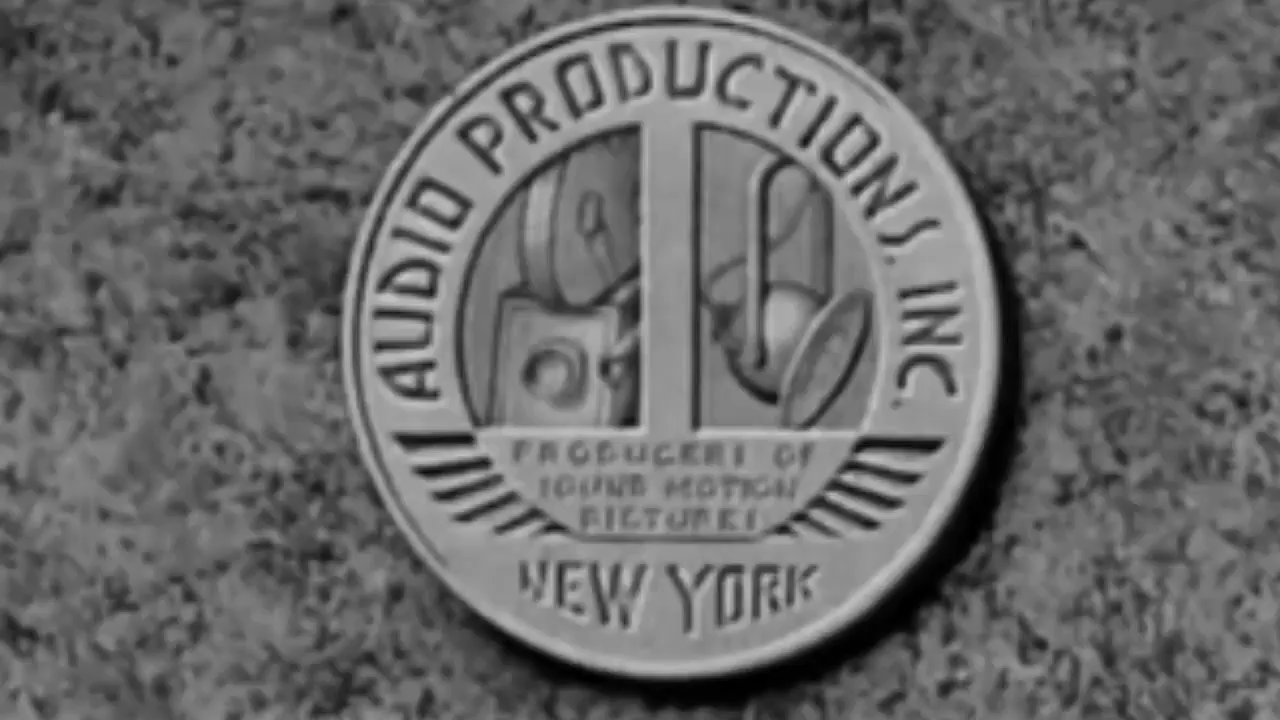 AUDIO PRODUCTIONS, INC.
PRODUCERS OF
SOUND MOTION
PICTURES
NEW YORK